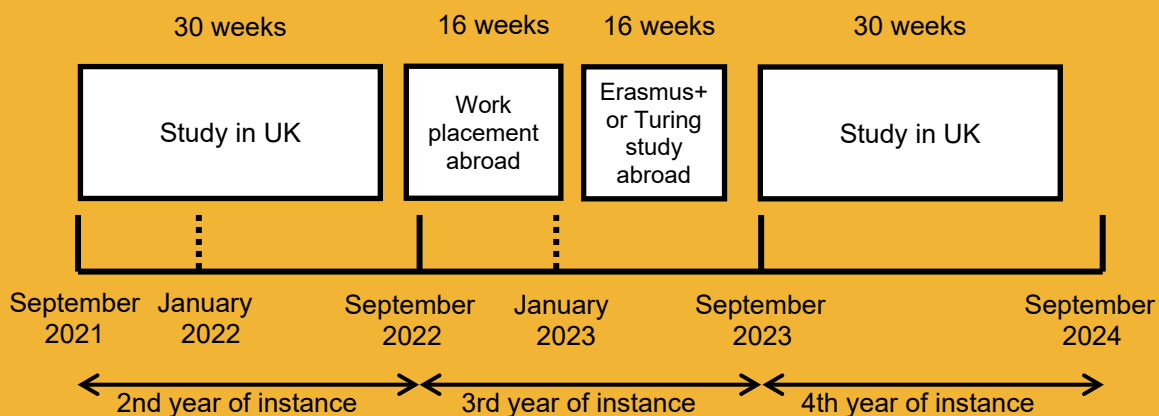 30 weeks
16 weeks
16 weeks
30 weeks
Study in UK
Work
placement
abroad
Erasmus+
or Turing
study
abroad
Study in UK
September
2021
January
2022
September
2022
January
2023
September
2023
September
2024
2nd year of instance
3rd year of instance
4th year of instance